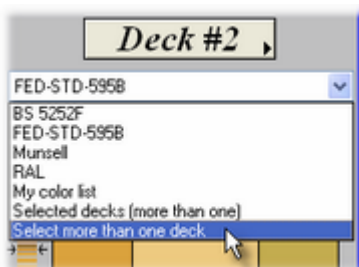 Deck #2
FED-STD-595B
BS 5252F
FED-STD-595B
Munsell
RAL
My color list
Selected decks (more than one)
Select more than one deck